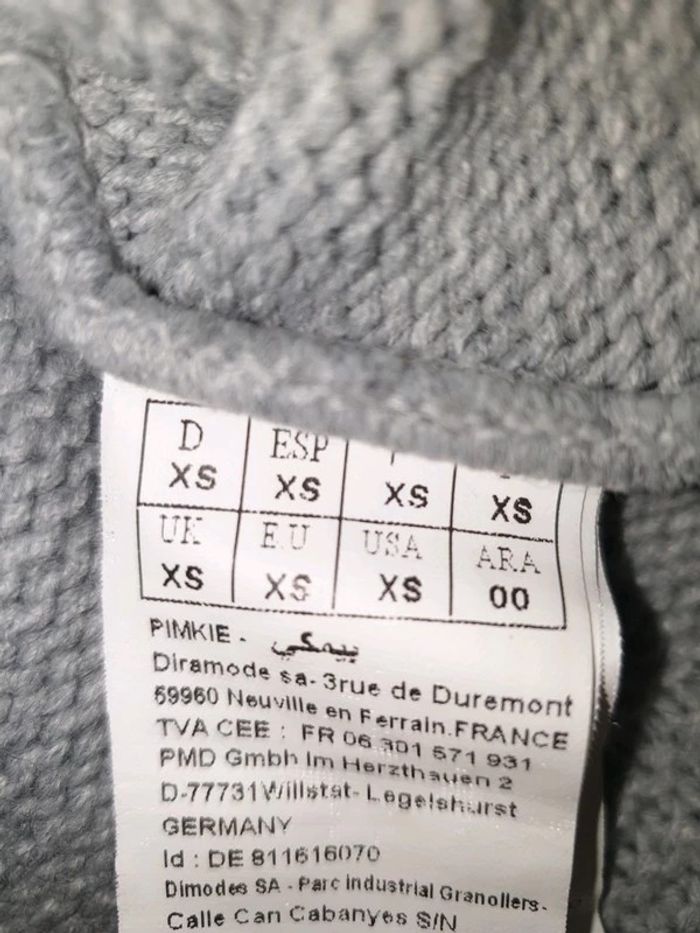 D ESP
XS XS XS XS
UK EU USA ARA
XS XS XS 00
PIMKIE - بيمكي
Diramode sa- 3rue de Duremont
59960 Neuville en Ferrain.FRANCE
TVA CEE : FR 06 301 571 931
PMD Gmbh Im Herzthauen 2
D-77731Willstat- Legelshurst
GERMANY
Id : DE 811616070
Dimodes SA - Parc industrial Granollers-
Calle Can Cabanyes S/N